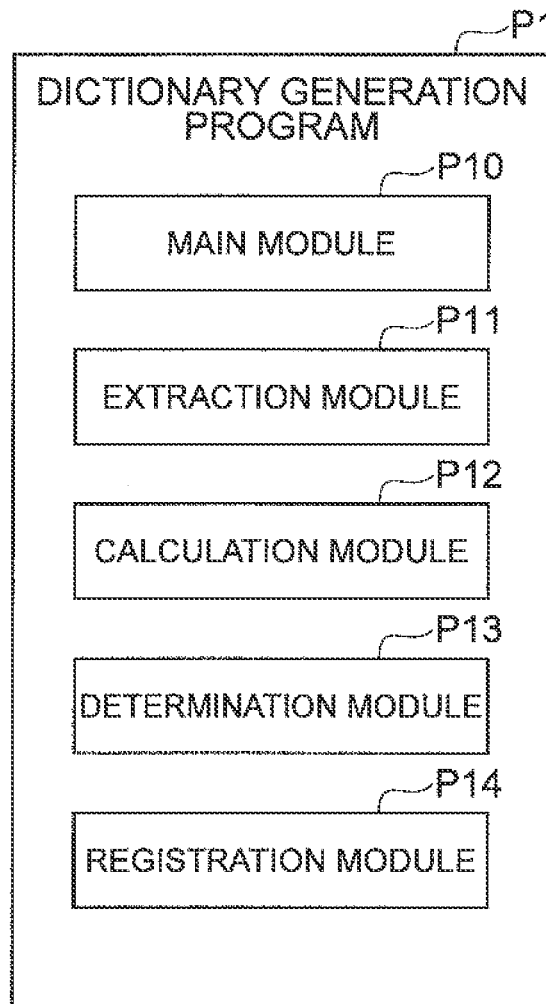 P1
DICTIONARY GENERATION
PROGRAM
P10
MAIN MODULE
P11
EXTRACTION MODULE
P12
CALCULATION MODULE
P13
DETERMINATION MODULE
P14
REGISTRATION MODULE